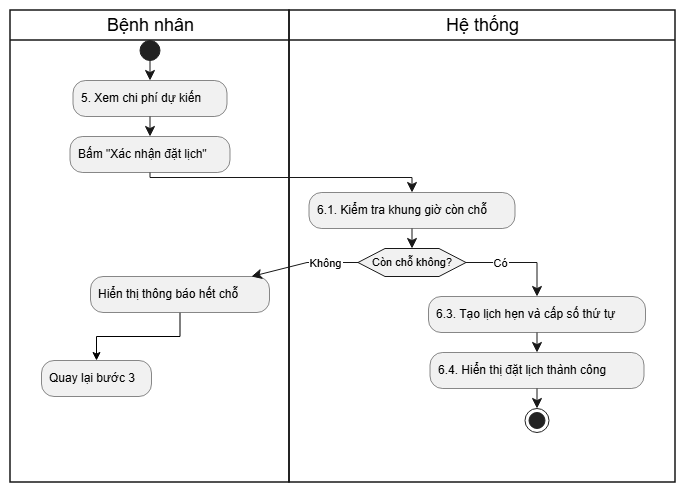 Bệnh nhân
Hệ thống
5. Xem chi phí dự kiến
Bấm "Xác nhận đặt lịch"
6.1. Kiểm tra khung giờ còn chỗ
Còn chỗ không?
Không
Có
Hiển thị thông báo hết chỗ
6.3. Tạo lịch hẹn và cấp số thứ tự
Quay lại bước 3
6.4. Hiển thị đặt lịch thành công